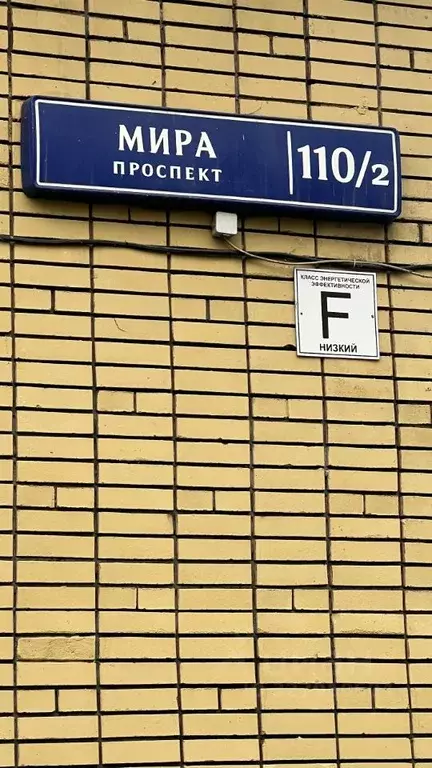 МИРА
ПРОСПЕКТ
110/2
КЛАСС ЭНЕРГЕТИЧЕСКОЙ
ЭФФЕКТИВНОСТИ
F
НИЗКИЙ